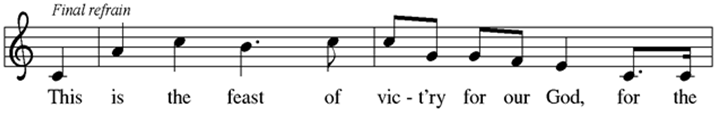 Final refrain
This is the feast of vic - t'ry for our God, for the